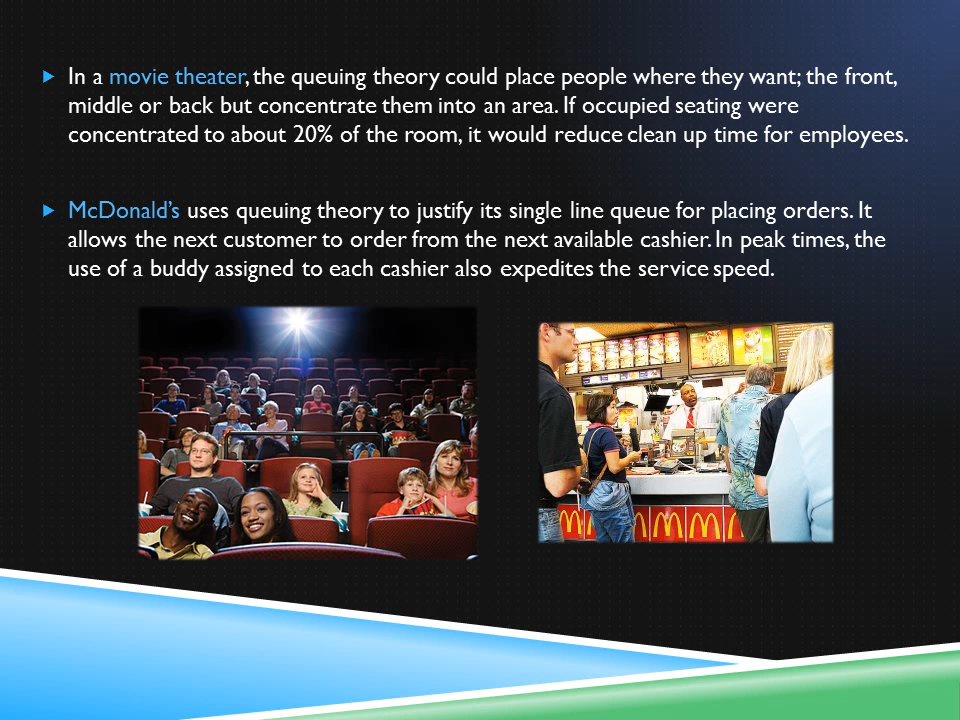 In a movie theater, the queuing theory could place people where they want; the front,
middle or back but concentrate them into an area. If occupied seating were
concentrated to about 20% of the room, it would reduce clean up time for employees.
McDonald's uses queuing theory to justify its single line queue for placing orders. It
allows the next customer to order from the next available cashier. In peak times, the
use of a buddy assigned to each cashier also expedites the service speed.